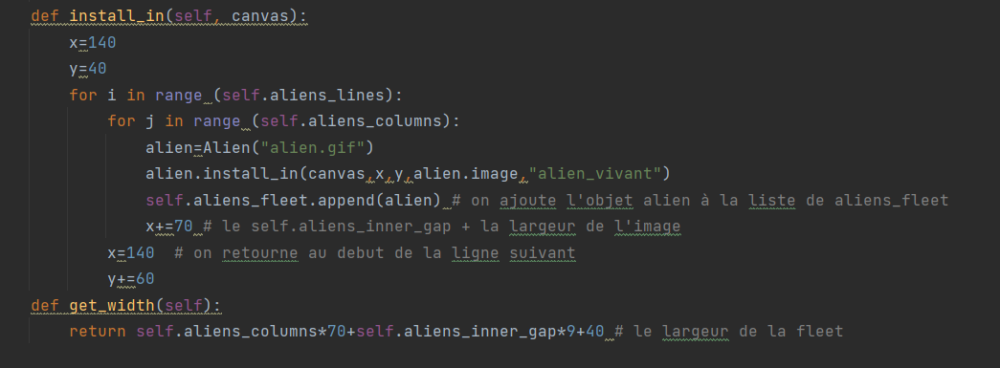 def install_in(self, canvas):
    x=140
    y=40
    for i in range (self.aliens_lines):
        for j in range (self.aliens_columns):
            alien=Alien("alien.gif")
            alien.install_in(canvas,x,y,alien.image,"alien_vivant")
            self.aliens_fleet.append(alien) # on ajoute l'objet alien à la liste de aliens_fleet
            x+=70 # le self.aliens_inner_gap + la largeur de l'image
        x=140  # on retourne au debut de la ligne suivant
        y+=60
def get_width(self):
    return self.aliens_columns*70+self.aliens_inner_gap*9+40 # le largeur de la fleet